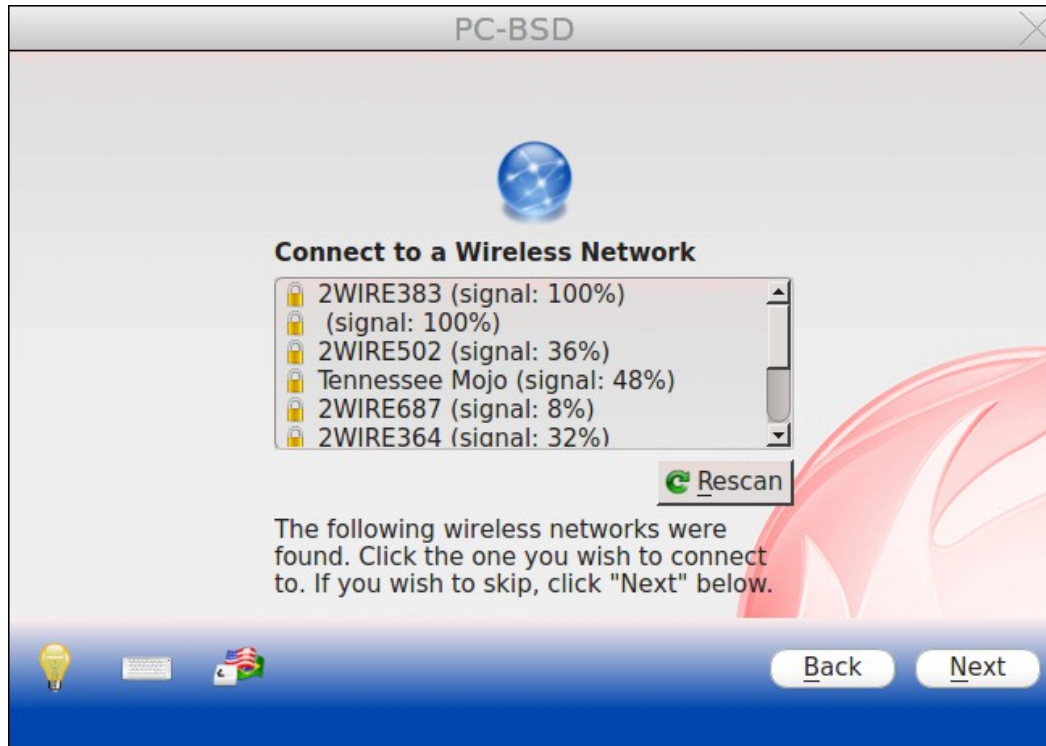 PC-BSD
Connect to a Wireless Network
2WIRE383 (signal: 100%)
(signal: 100%)
2WIRE502 (signal: 36%)
Tennessee Mojo (signal: 48%)
2WIRE687 (signal: 8%)
2WIRE364 (signal: 32%)
Rescan
The following wireless networks were
found. Click the one you wish to connect
to. If you wish to skip, click "Next" below.
Back Next